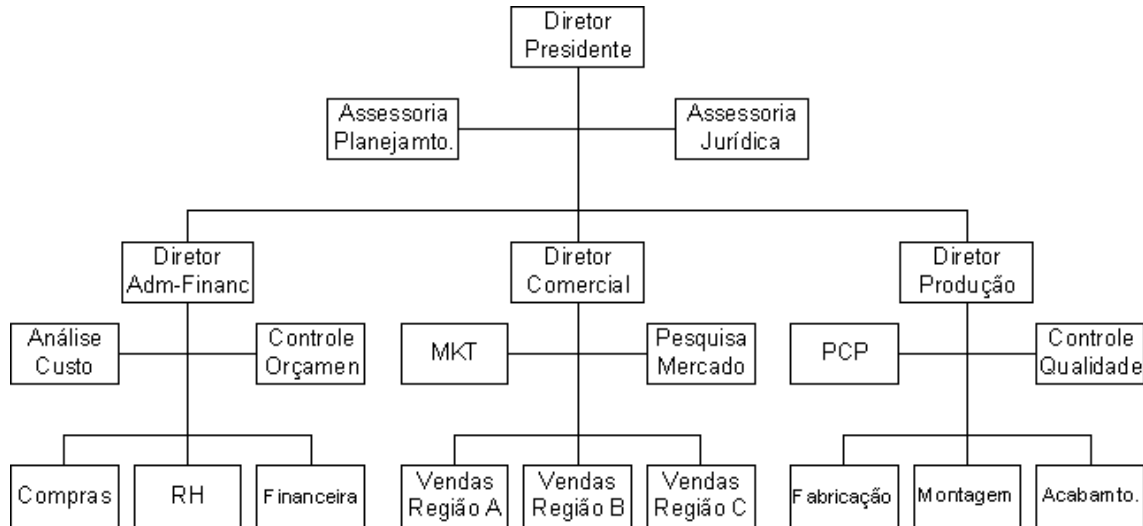 Diretor
Presidente
Assessoria
Planejamto.
Assessoria
Jurídica
Diretor
Adm-Financ
Diretor
Comercial
Diretor
Produção
Análise
Custo
Controle
Orçamen
MKT
Pesquisa
Mercado
PCP
Controle
Qualidade
Compras
RH
Financeira
Vendas
Região A
Vendas
Região B
Vendas
Região C
Fabricação
Montagem
Acabamto.